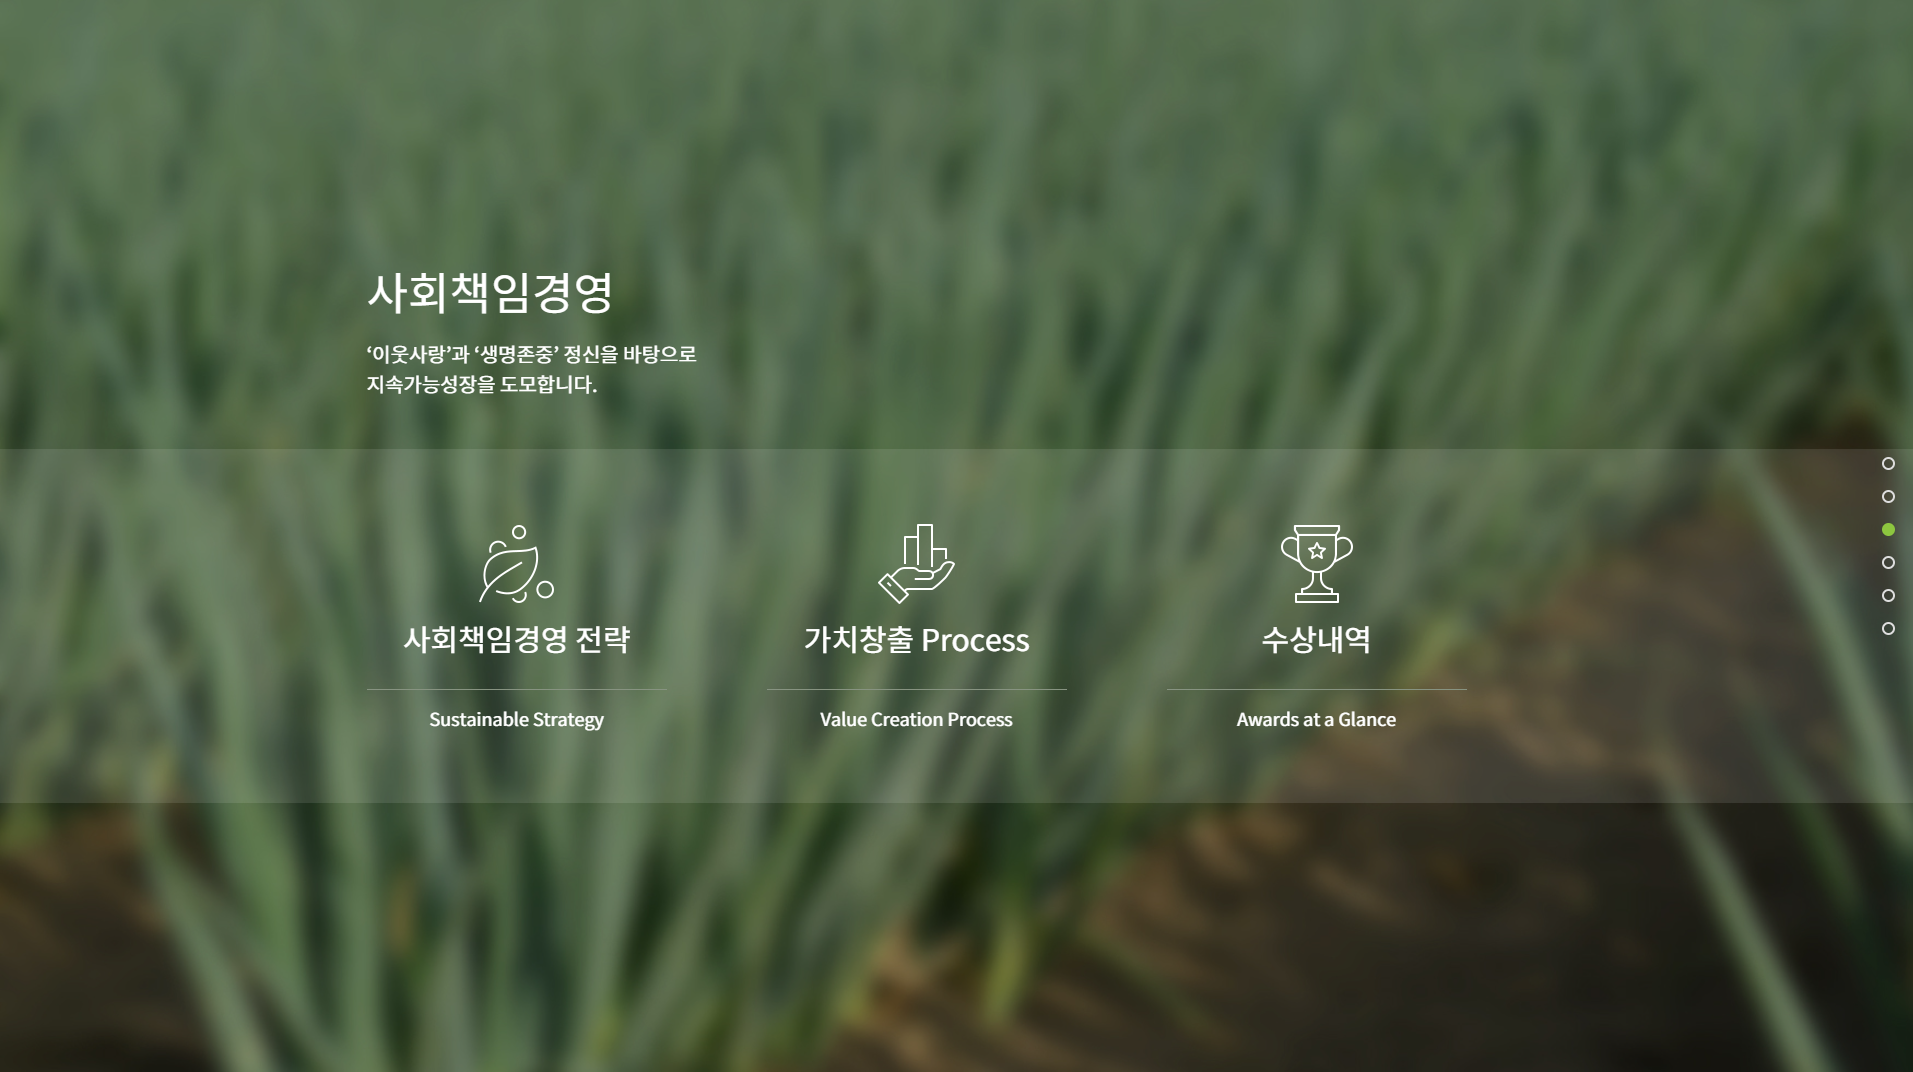 사회책임경영
‘이웃사랑’과 ‘생명존중’ 정신을 바탕으로
지속가능성장을 도모합니다.
사회책임경영 전략
Sustainable Strategy
가치창출 Process
Value Creation Process
수상내역
Awards at a Glance